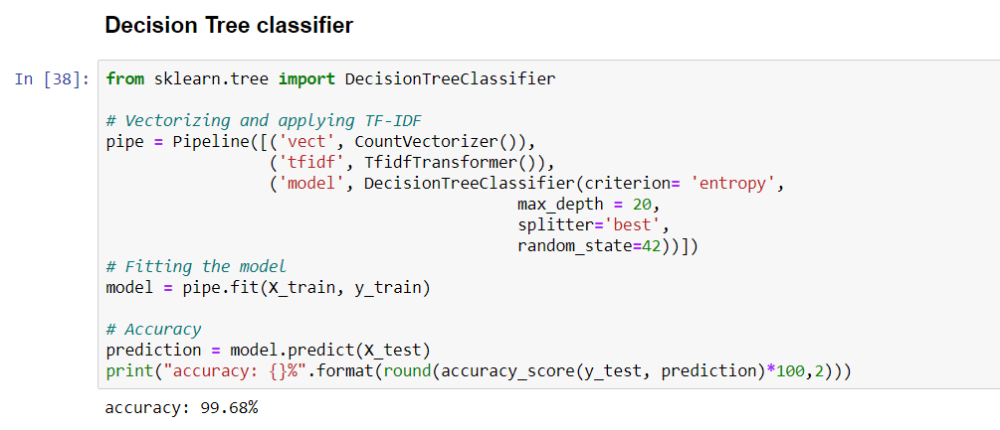 Decision Tree classifier
In [38]: from sklearn.tree import DecisionTreeClassifier
# Vectorizing and applying TF-IDF
pipe = Pipeline([('vect', CountVectorizer()),
('tfidf', TfidfTransformer()),
('model', DecisionTreeClassifier(criterion= 'entropy',
max_depth = 20,
splitter='best',
random_state=42))])
# Fitting the model
model = pipe.fit(X_train, y_train)
# Accuracy
prediction = model.predict(X_test)
print("accuracy: {}%".format(round(accuracy_score(y_test, prediction)*100,2)))
accuracy: 99.68%